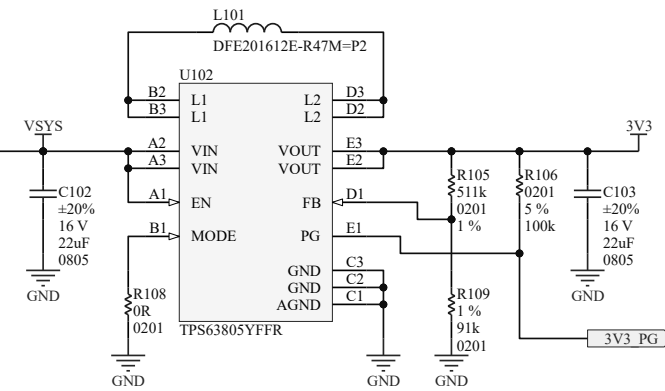 L101
DFE201612E-R47M=P2
U102
B2 L1 L2 D3
B3 L1 L2 D2
VSYS
3V3
A2 VIN VOUT E3
A3 VIN VOUT E2
C102
±20%
16 V
22uF
0805
GND
A1 EN FB D1
B1 MODE PG E1
GND C3
GND C2
AGND C1
TPS63805YFFR
R105
511k
0201
1 %
R106
0201
5 %
100k
C103
±20%
16 V
22uF
0805
GND
R108
0R
0201
GND
GND
R109
1 %
91k
0201
GND
3V3_PG